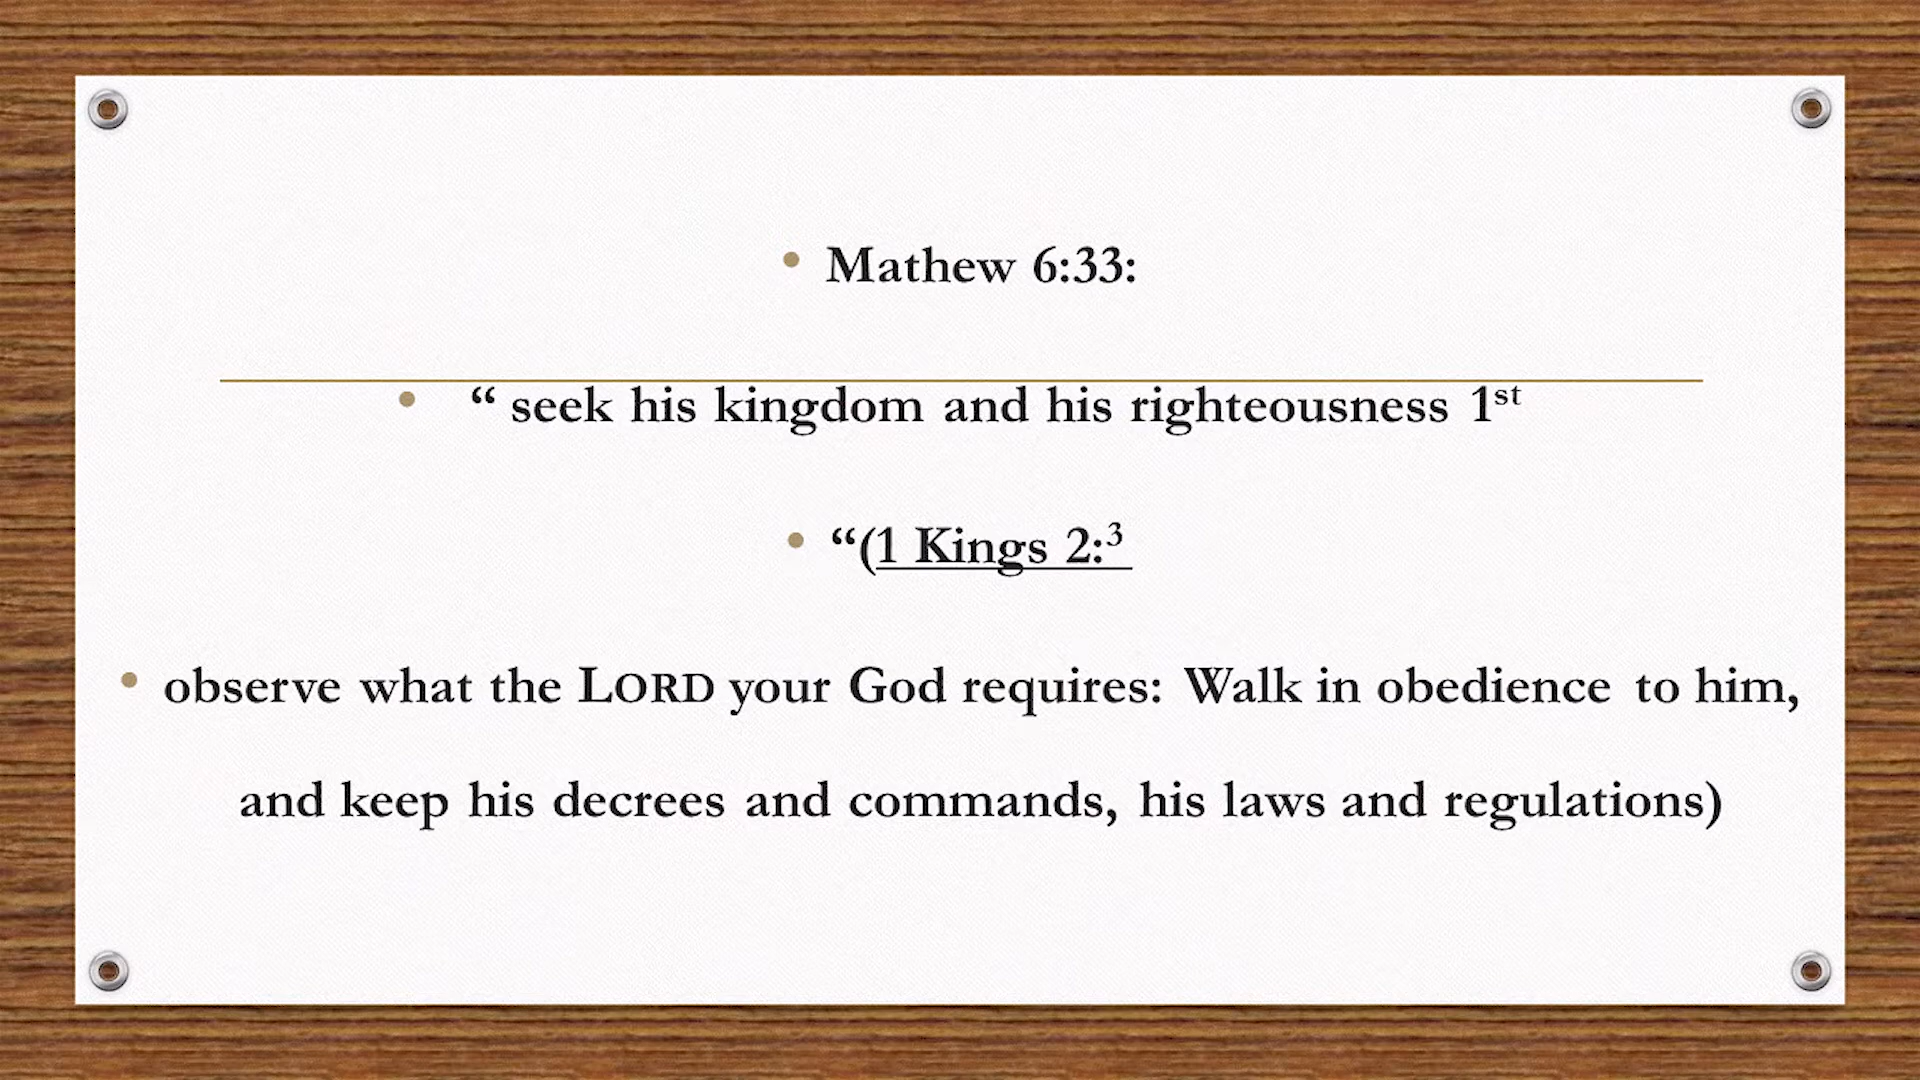 • Mathew 6:33:
• “ seek his kingdom and his righteousness 1st
• “(1 Kings 2:3
• observe what the LORD your God requires: Walk in obedience to him,
and keep his decrees and commands, his laws and regulations)